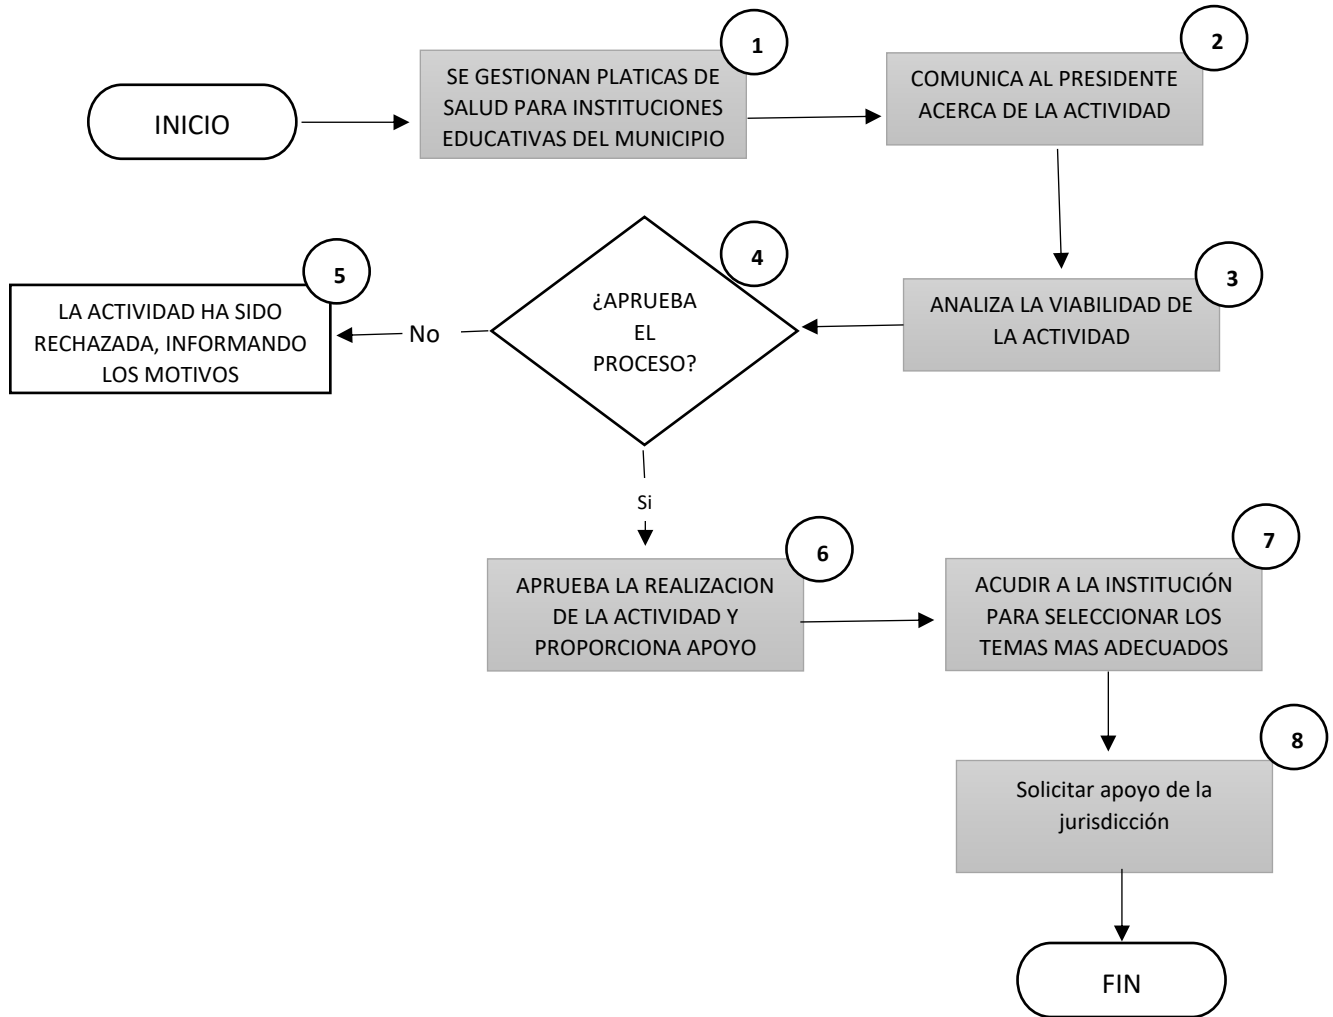 INICIO
1
SE GESTIONAN PLATICAS DE
SALUD PARA INSTITUCIONES
EDUCATIVAS DEL MUNICIPIO
2
COMUNICA AL PRESIDENTE
ACERCA DE LA ACTIVIDAD
3
ANALIZA LA VIABILIDAD DE
LA ACTIVIDAD
4
¿APRUEBA
EL
PROCESO?
No
5
LA ACTIVIDAD HA SIDO
RECHAZADA, INFORMANDO
LOS MOTIVOS
Si
6
APRUEBA LA REALIZACION
DE LA ACTIVIDAD Y
PROPORCIONA APOYO
7
ACUDIR A LA INSTITUCIÓN
PARA SELECCIONAR LOS
TEMAS MAS ADECUADOS
8
Solicitar apoyo de la
jurisdicción
FIN